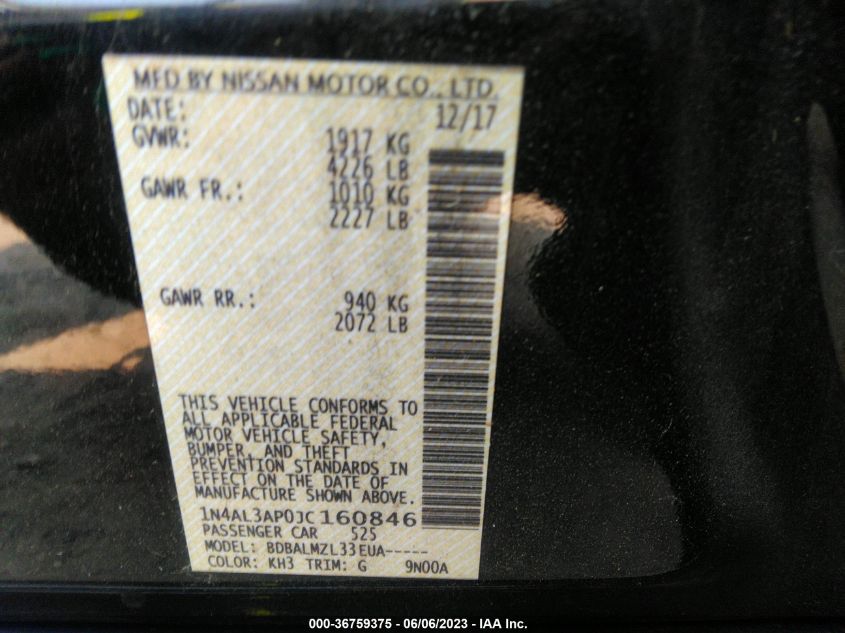 MFD BY NISSAN MOTOR CO., LTD.
DATE: 12/17
GVWR: 1917 KG
4226 LB
GAWR FR.: 1010 KG
2227 LB
GAWR RR.: 940 KG
2072 LB
THIS VEHICLE CONFORMS TO
ALL APPLICABLE FEDERAL
MOTOR VEHICLE SAFETY,
BUMPER, AND THEFT
PREVENTION STANDARDS IN
EFFECT ON THE DATE OF
MANUFACTURE SHOWN ABOVE.
1N4AL3AP0JC160846
PASSENGER CAR 525
MODEL: BDBALMZL33EUA-----
COLOR: KH3 TRIM: G 9N00A
000-36759375 - 06/06/2023 - IAA Inc.